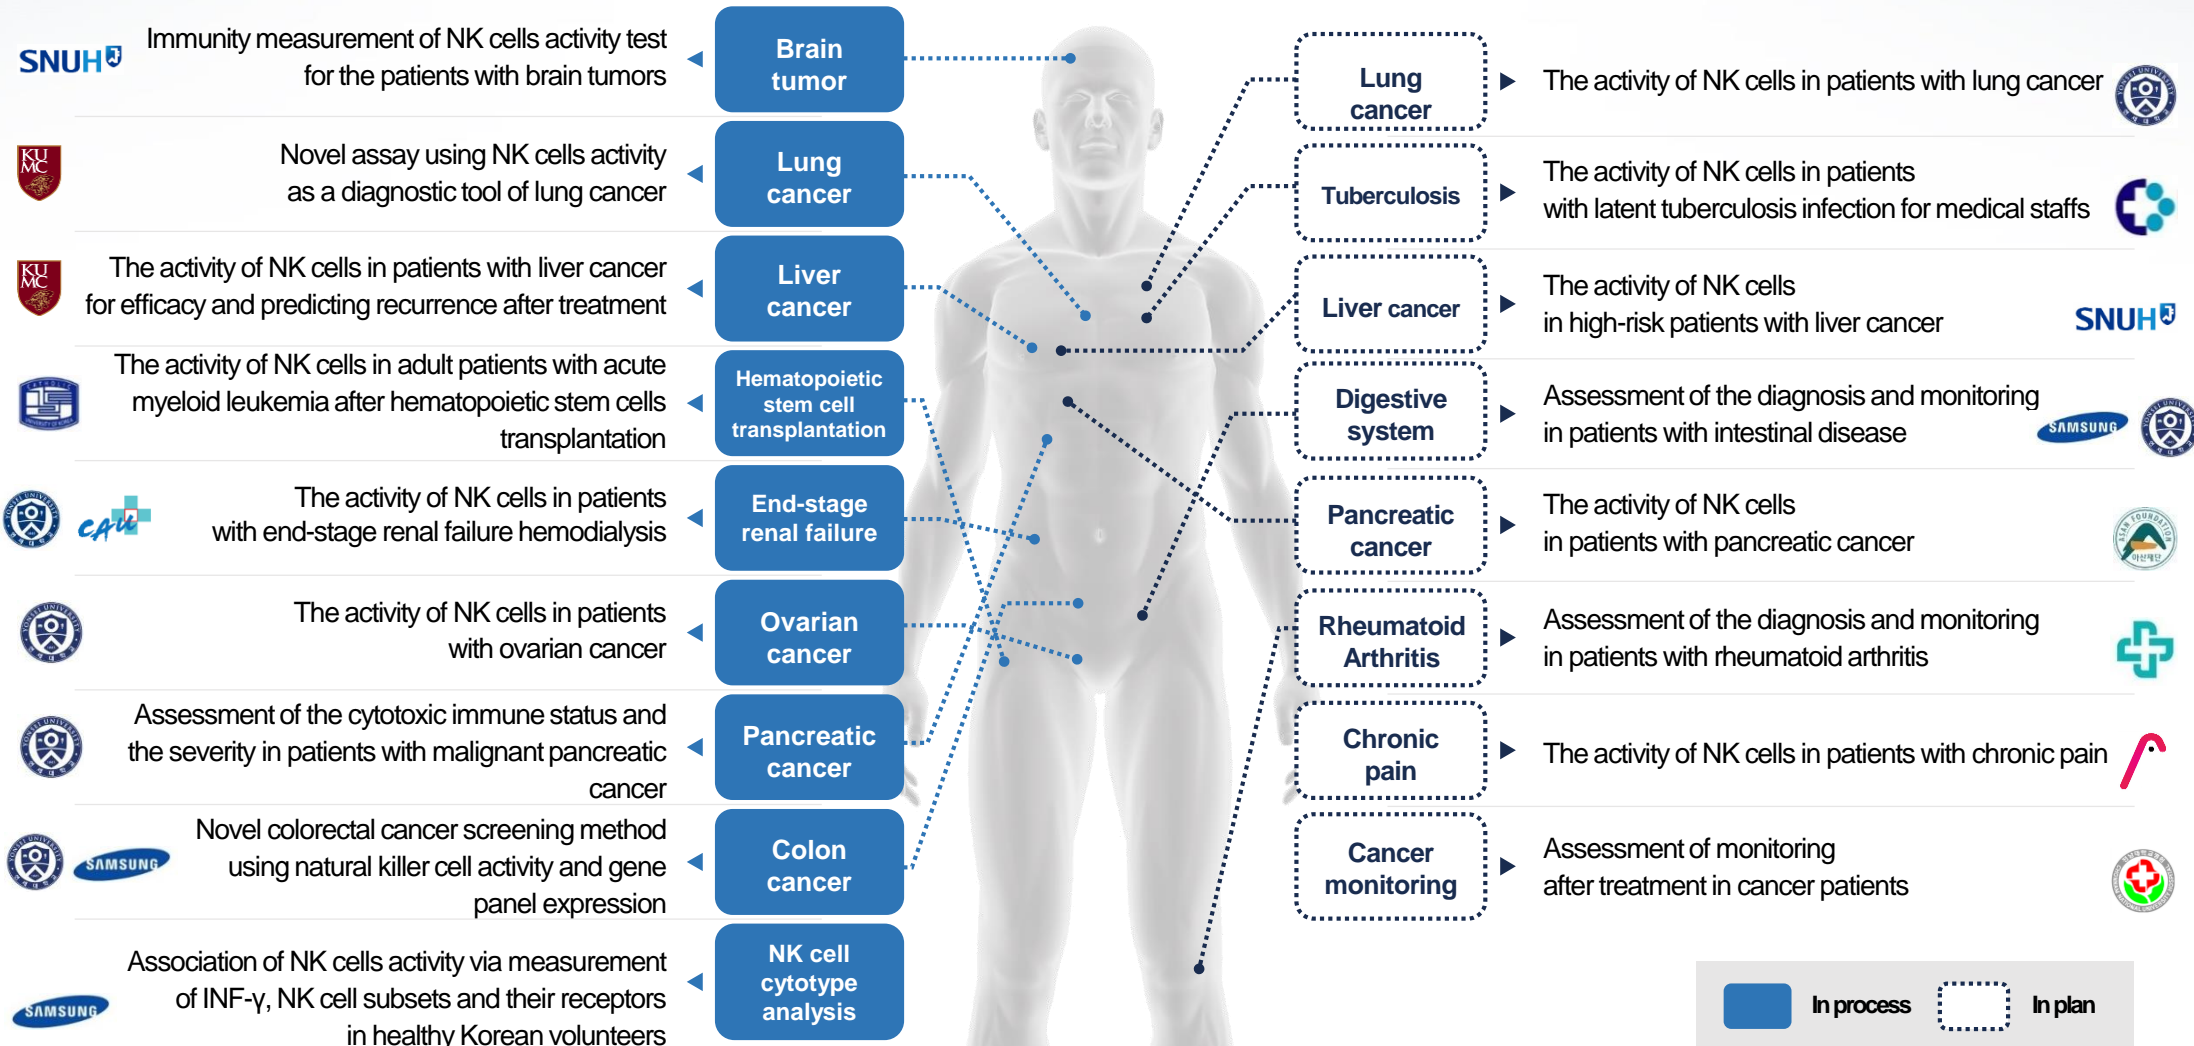 SNUH
Immunity measurement of NK cells activity test
for the patients with brain tumors
Brain
tumor
KU
MC
Novel assay using NK cells activity
as a diagnostic tool of lung cancer
Lung
cancer
KU
MC
The activity of NK cells in patients with liver cancer
for efficacy and predicting recurrence after treatment
Liver
cancer
The activity of NK cells in adult patients with acute
myeloid leukemia after hematopoietic stem cells
transplantation
Hematopoietic
stem cell
transplantation
CAU
The activity of NK cells in patients
with end-stage renal failure hemodialysis
End-stage
renal failure
The activity of NK cells in patients
with ovarian cancer
Ovarian
cancer
Assessment of the cytotoxic immune status and
the severity in patients with malignant pancreatic
cancer
Pancreatic
cancer
SAMSUNG
Novel colorectal cancer screening method
using natural killer cell activity and gene
panel expression
Colon
cancer
SAMSUNG
Association of NK cells activity via measurement
of INF-γ, NK cell subsets and their receptors
in healthy Korean volunteers
NK cell
cytotype
analysis
Lung
cancer
The activity of NK cells in patients with lung cancer
Tuberculosis
The activity of NK cells in patients
with latent tuberculosis infection for medical staffs
Liver cancer
The activity of NK cells
in high-risk patients with liver cancer
SNUH
Digestive
system
Assessment of the diagnosis and monitoring
in patients with intestinal disease
SAMSUNG
Pancreatic
cancer
The activity of NK cells
in patients with pancreatic cancer
ASAN FOUNDATION
아산재단
Rheumatoid
Arthritis
Assessment of the diagnosis and monitoring
in patients with rheumatoid arthritis
Chronic
pain
The activity of NK cells in patients with chronic pain
Cancer
monitoring
Assessment of monitoring
after treatment in cancer patients
In process
In plan